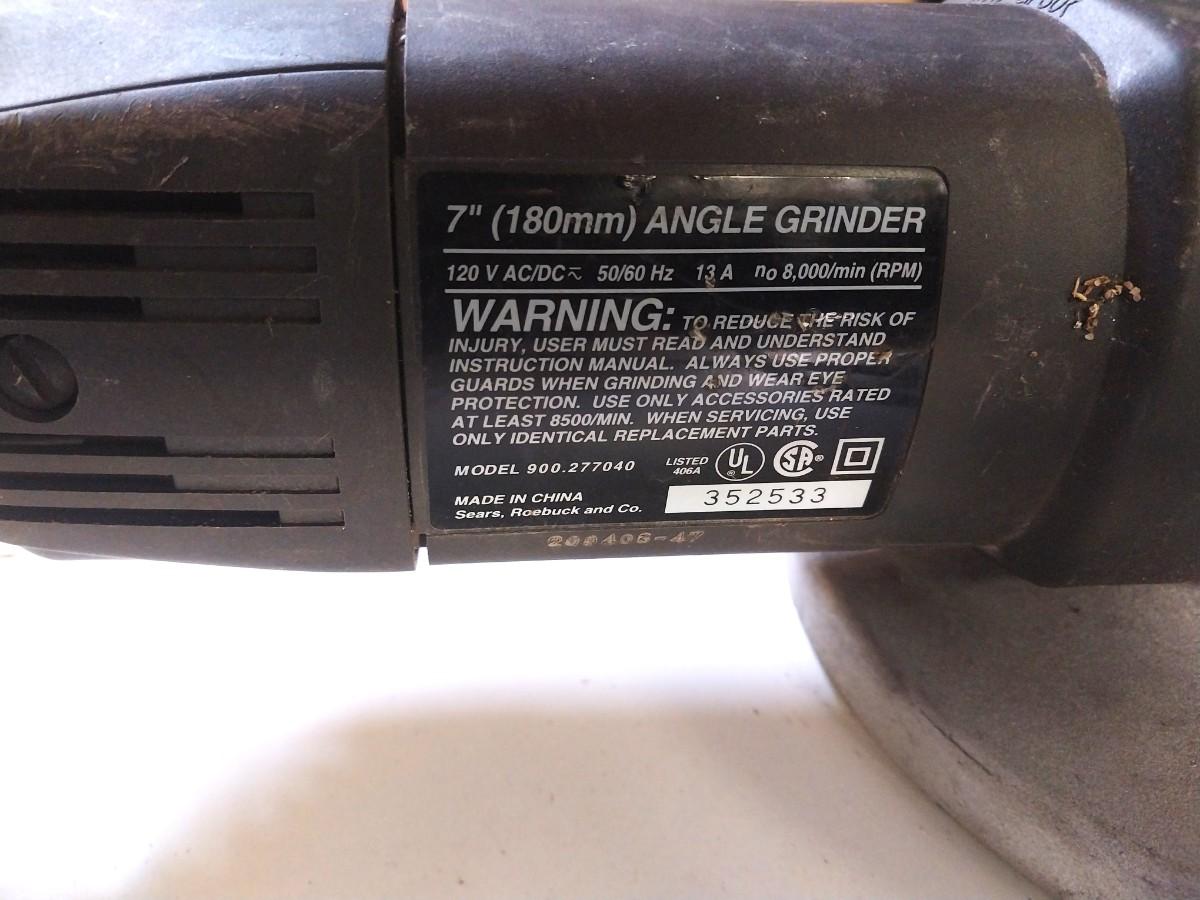 7" (180mm) ANGLE GRINDER
120 V AC/DC⏦ 50/60 Hz 13 A no 8,000/min (RPM)
WARNING: TO REDUCE THE RISK OF
INJURY, USER MUST READ AND UNDERSTAND
INSTRUCTION MANUAL. ALWAYS USE PROPER
GUARDS WHEN GRINDING AND WEAR EYE
PROTECTION. USE ONLY ACCESSORIES RATED
AT LEAST 8500/MIN. WHEN SERVICING, USE
ONLY IDENTICAL REPLACEMENT PARTS.
MODEL 900.277040
LISTED
406A
UL ®
SA ®
MADE IN CHINA
Sears, Roebuck and Co.
352533